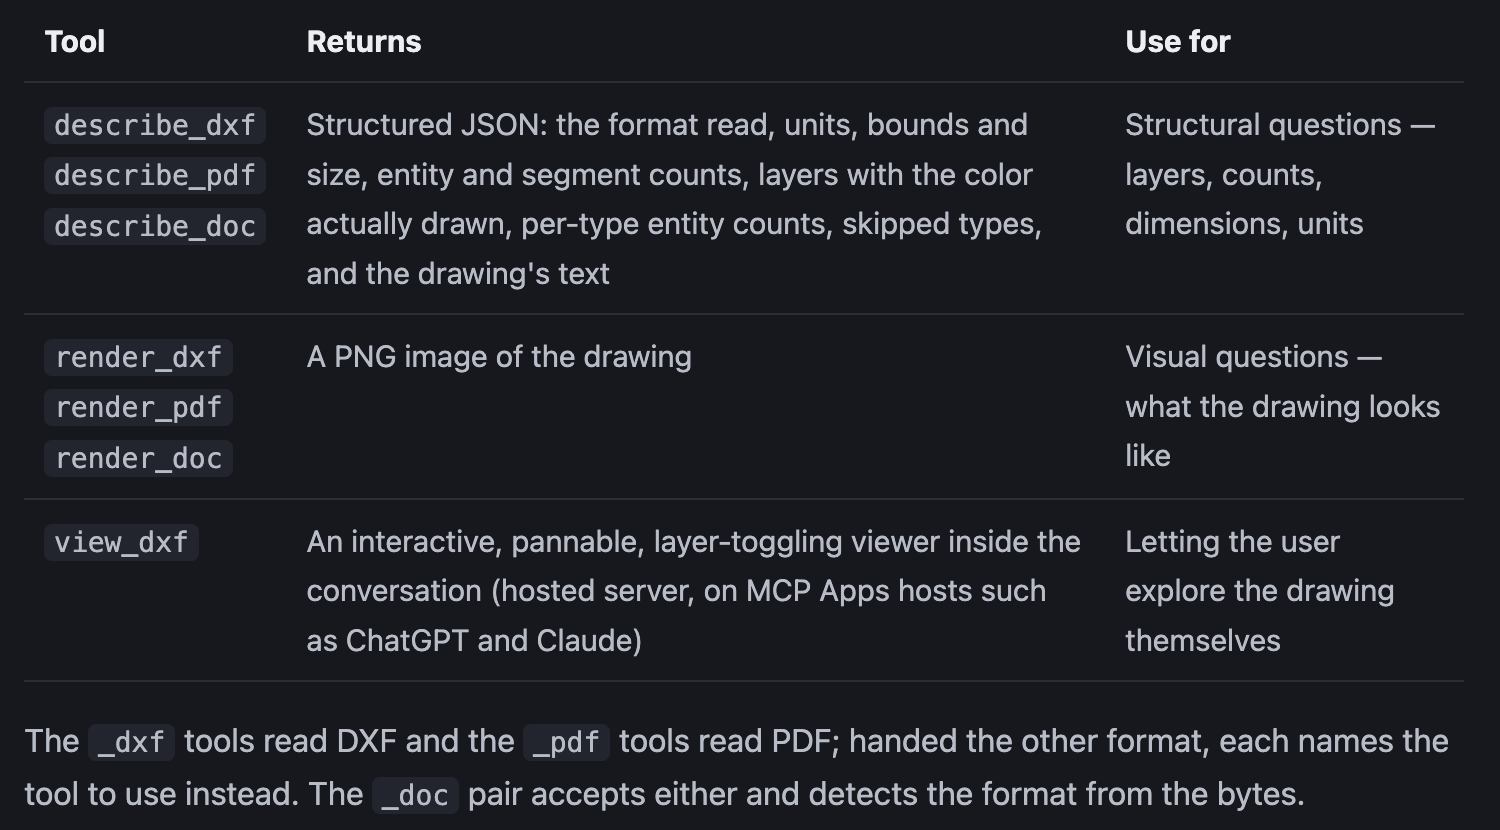 Tool Returns Use for
describe_dxf Structured JSON: the format read, units, bounds and Structural questions —
describe_pdf size, entity and segment counts, layers with the color layers, counts,
describe_doc actually drawn, per-type entity counts, skipped types, dimensions, units
and the drawing's text
render_dxf A PNG image of the drawing Visual questions —
render_pdf what the drawing looks
render_doc like
view_dxf An interactive, pannable, layer-toggling viewer inside the Letting the user
conversation (hosted server, on MCP Apps hosts such explore the drawing
as ChatGPT and Claude) themselves
The _dxf tools read DXF and the _pdf tools read PDF; handed the other format, each names the
tool to use instead. The _doc pair accepts either and detects the format from the bytes.